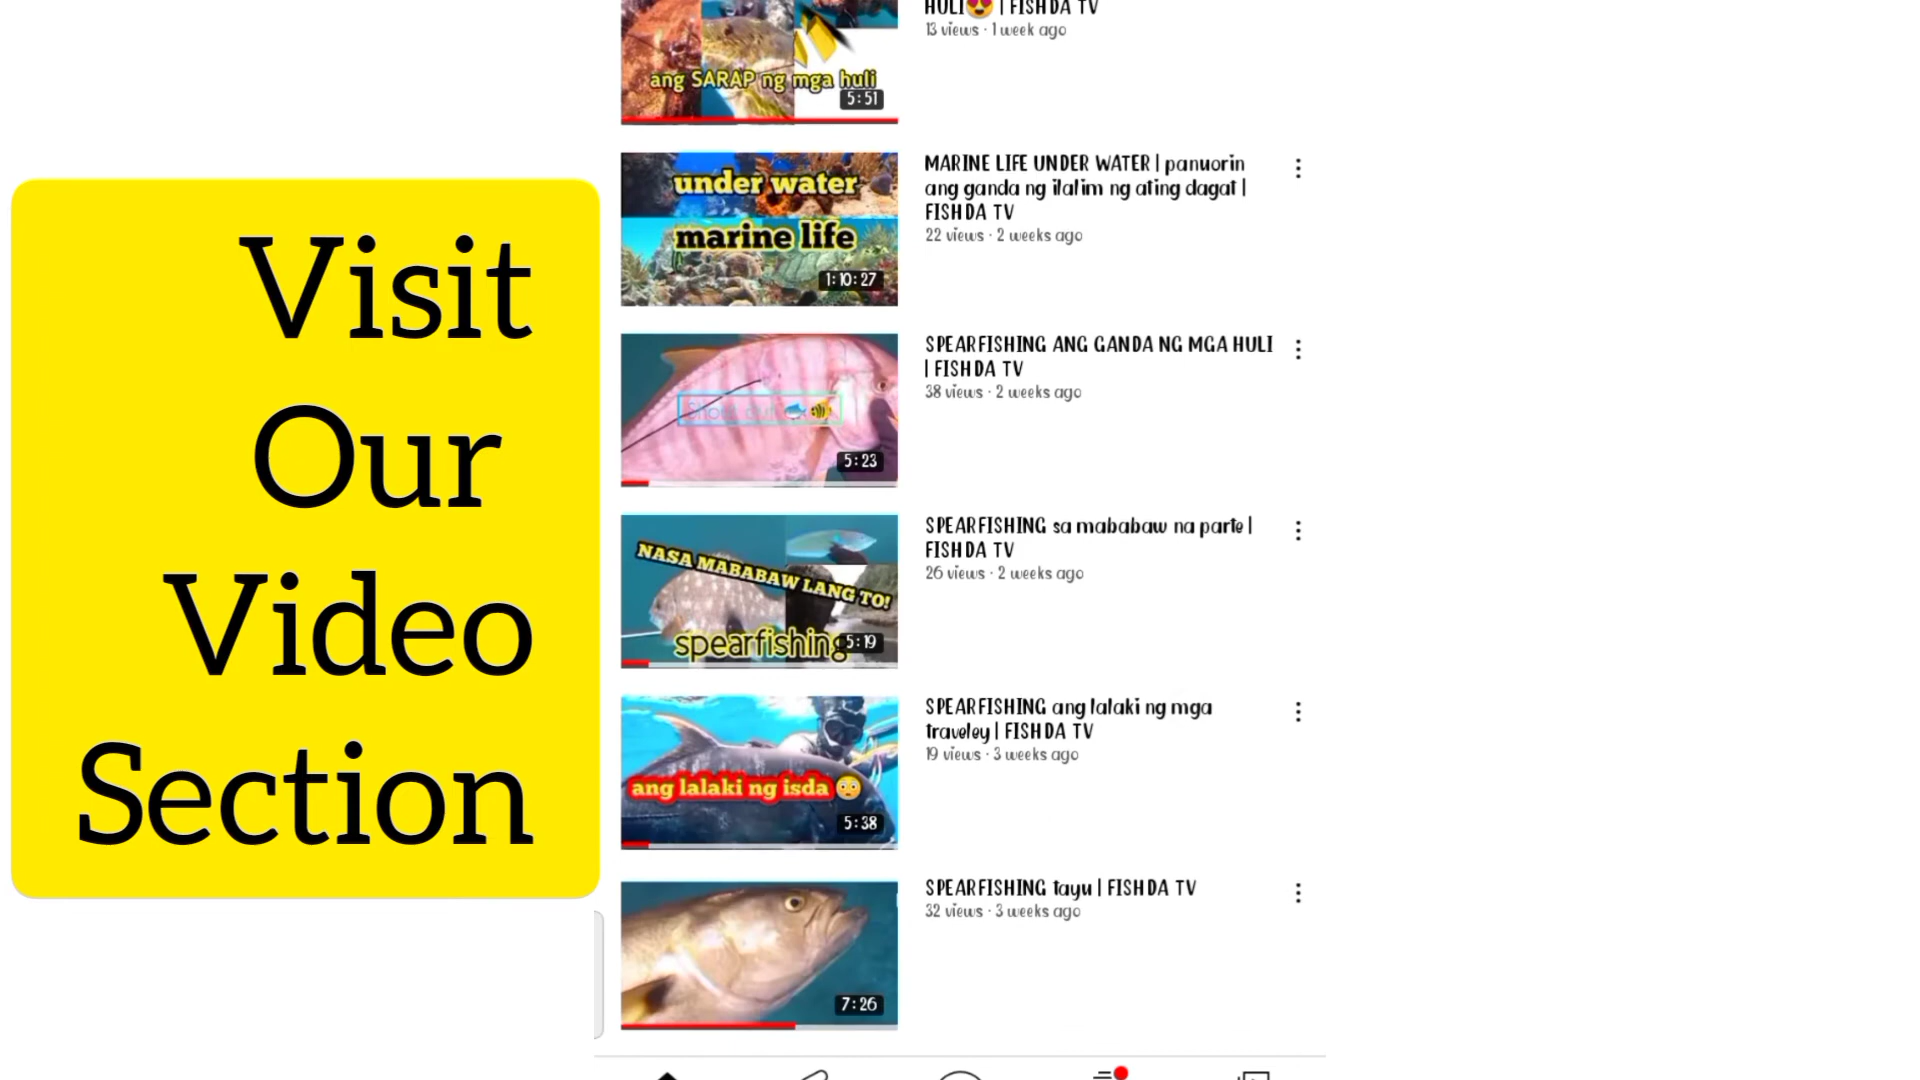 Visit
Our
Video
Section
HULI😍 | FISH DA TV
13 views · 1 week ago
ang SARAP ng mga huli
5:51
under water
marine life
1:10:27
MARINE LIFE UNDER WATER | panuorin
ang ganda ng ilalim ng ating dagat |
FISH DA TV
22 views · 2 weeks ago
Shout out
5:23
SPEARFISHING ANG GANDA NG MGA HULI
| FISH DA TV
38 views · 2 weeks ago
NASA MABABAW LANG TO!
spearfishing
5:19
SPEARFISHING sa mababaw na parte |
FISH DA TV
26 views · 2 weeks ago
ang lalaki ng isda 😳
5:38
SPEARFISHING ang lalaki ng mga
traveley | FISH DA TV
19 views · 3 weeks ago
7:26
SPEARFISHING tayu | FISH DA TV
32 views · 3 weeks ago